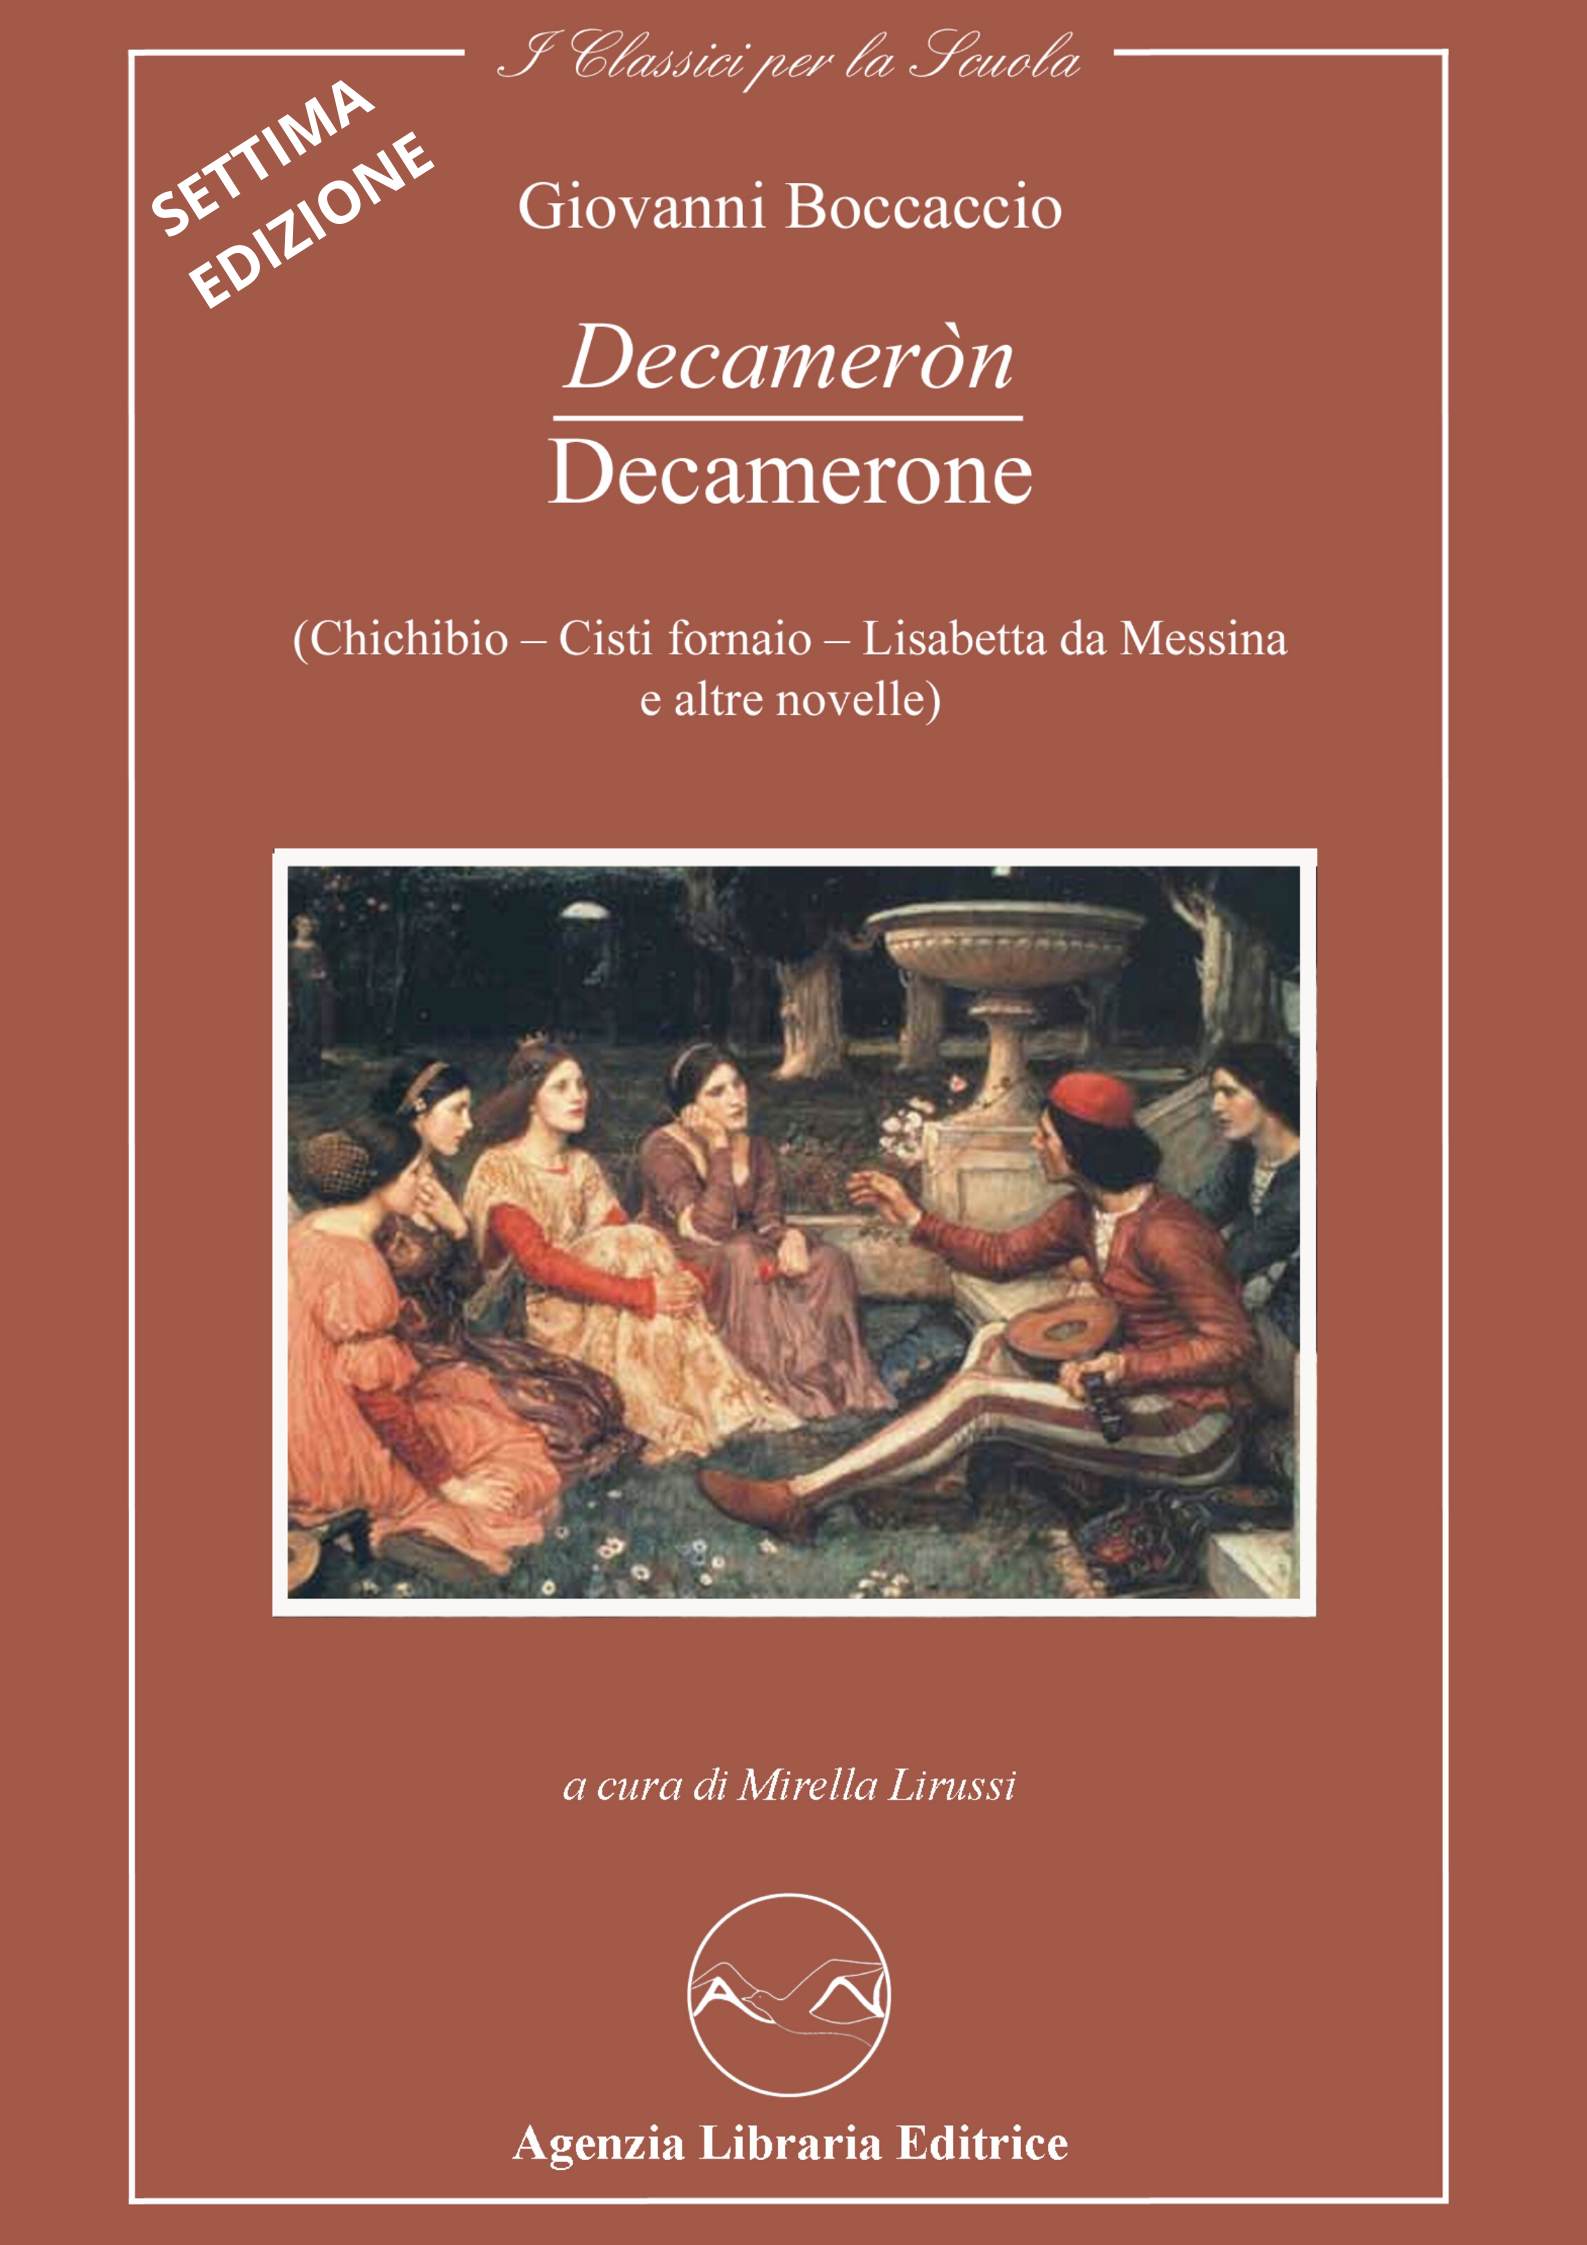 I Classici per la Scuola
SETTIMA
EDIZIONE
Giovanni Boccaccio
Decameròn
Decamerone
(Chichibio – Cisti fornaio – Lisabetta da Messina
e altre novelle)
a cura di Mirella Lirussi
A N
Agenzia Libraria Editrice